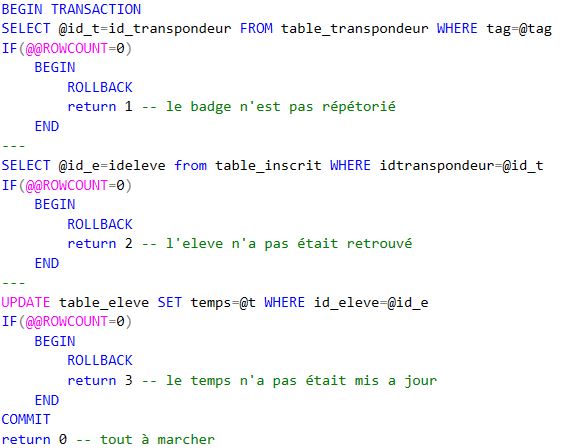 BEGIN TRANSACTION
SELECT @id_t=id_transpondeur FROM table_transpondeur WHERE tag=@tag
IF(@@ROWCOUNT=0)
    BEGIN
        ROLLBACK
        return 1 -- le badge n'est pas répétorié
    END
---
SELECT @id_e=ideleve from table_inscrit WHERE idtranspondeur=@id_t
IF(@@ROWCOUNT=0)
    BEGIN
        ROLLBACK
        return 2 -- l'eleve n'a pas était retrouvé
    END
---
UPDATE table_eleve SET temps=@t WHERE id_eleve=@id_e
IF(@@ROWCOUNT=0)
    BEGIN
        ROLLBACK
        return 3 -- le temps n'a pas était mis a jour
    END
COMMIT
return 0 -- tout à marcher